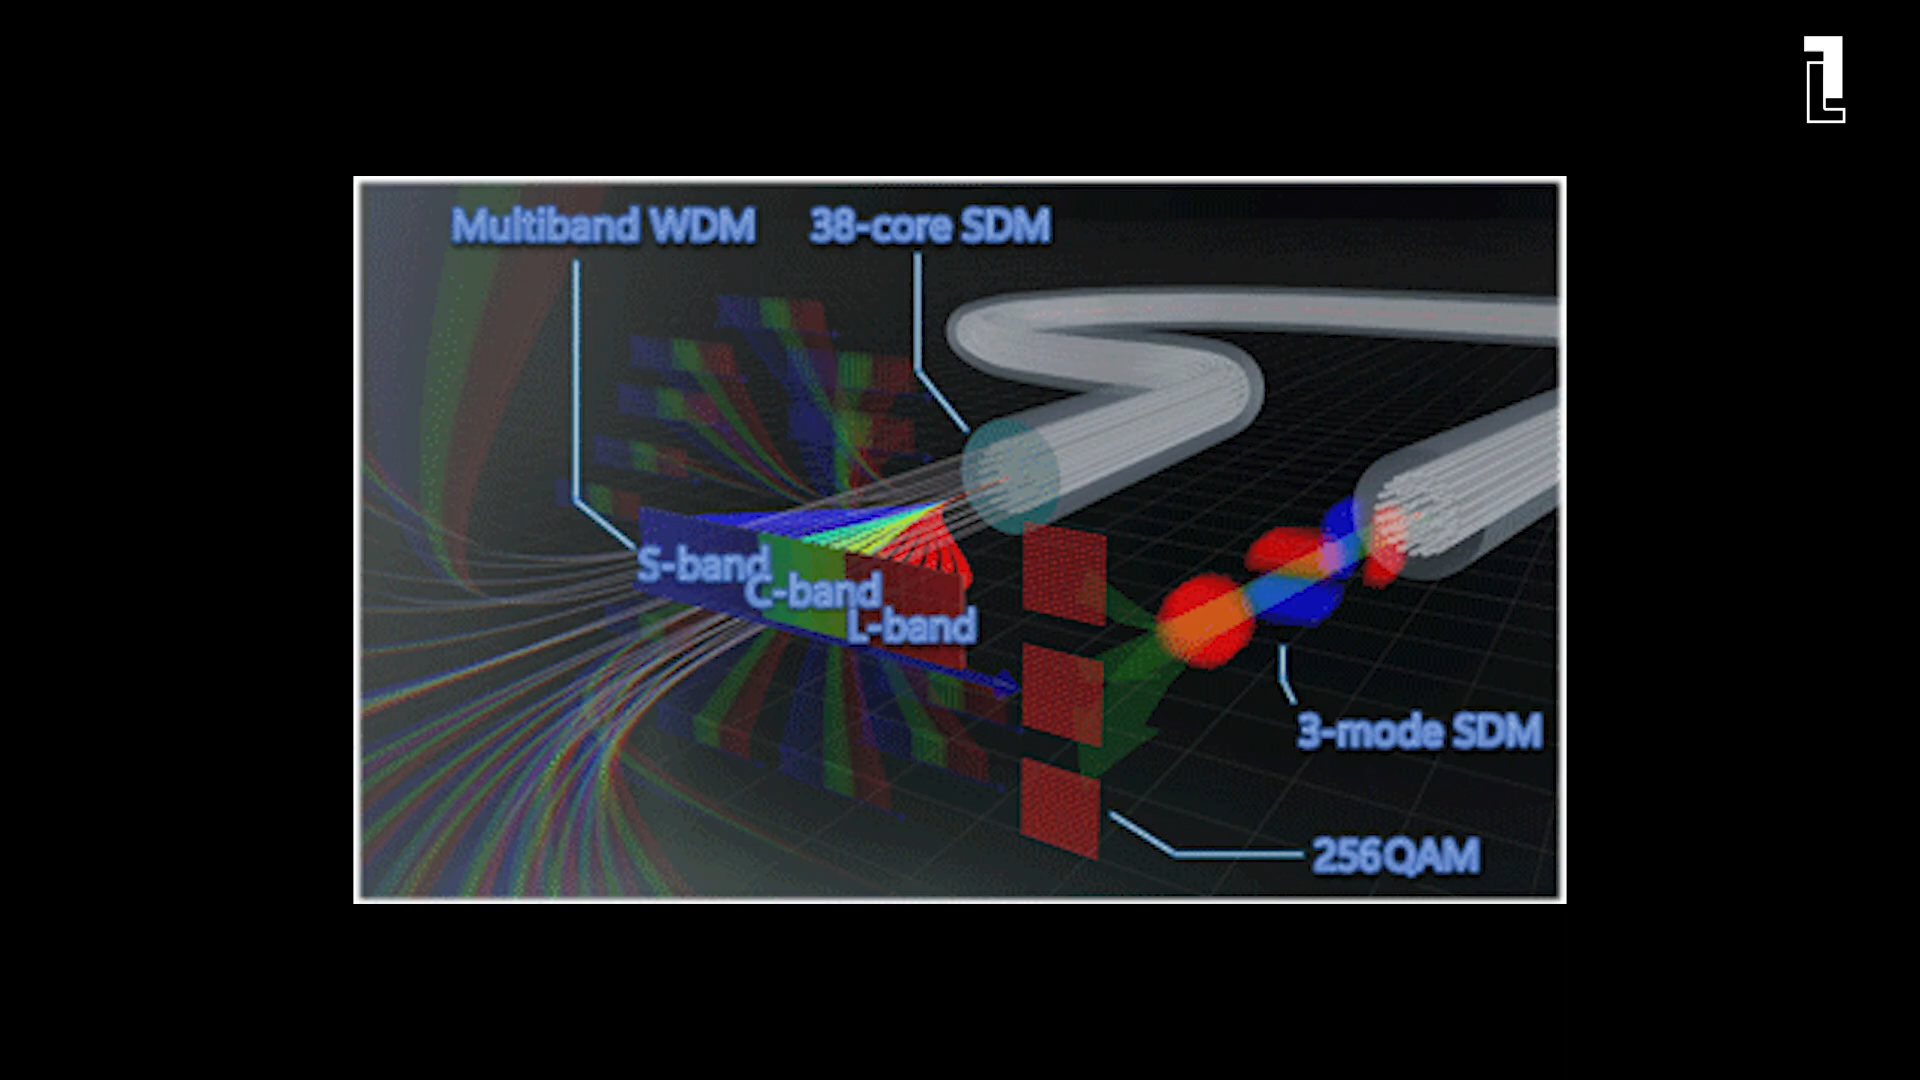 Multiband WDM
38-core SDM
S-band
C-band
L-band
3-mode SDM
256QAM